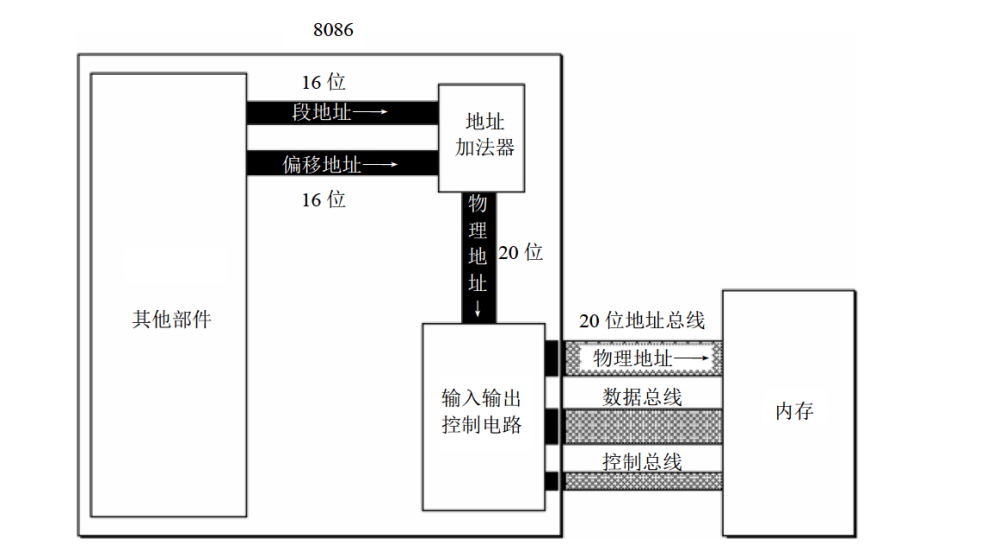 8086
16 位
段地址→
偏移地址→
16 位
地址
加法器
物
理
地
址
↓
20 位
其他部件
输入输出
控制电路
20 位地址总线
物理地址→
数据总线
控制总线
内存